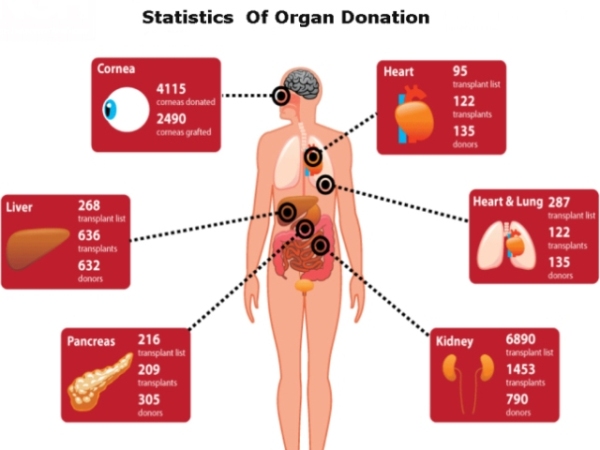 Statistics Of Organ Donation
Cornea
4115
corneas donated
2490
corneas grafted
Heart
95
transplant list
122
transplants
135
donors
Liver
268
transplant list
636
transplants
632
donors
Heart & Lung
287
transplant list
122
transplants
135
donors
Pancreas
216
transplant list
209
transplants
305
donors
Kidney
6890
transplant list
1453
transplants
790
donors